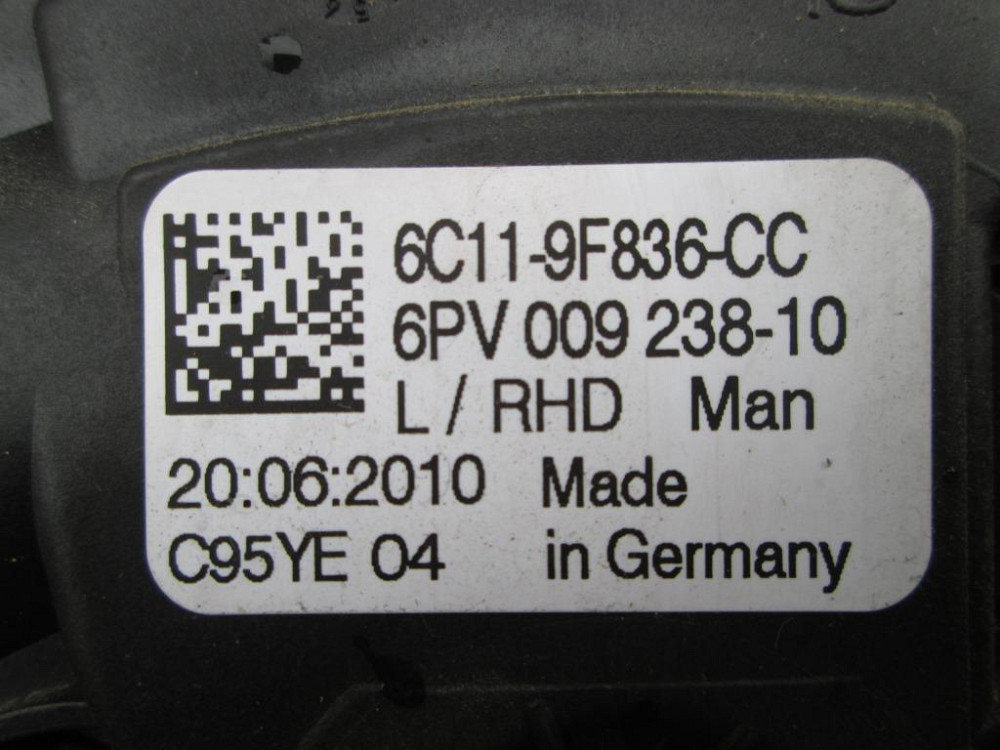 6C11-9F836-CC
6PV 009 238-10
L / RHD Man
20:06:2010 Made
C95YE 04 in Germany